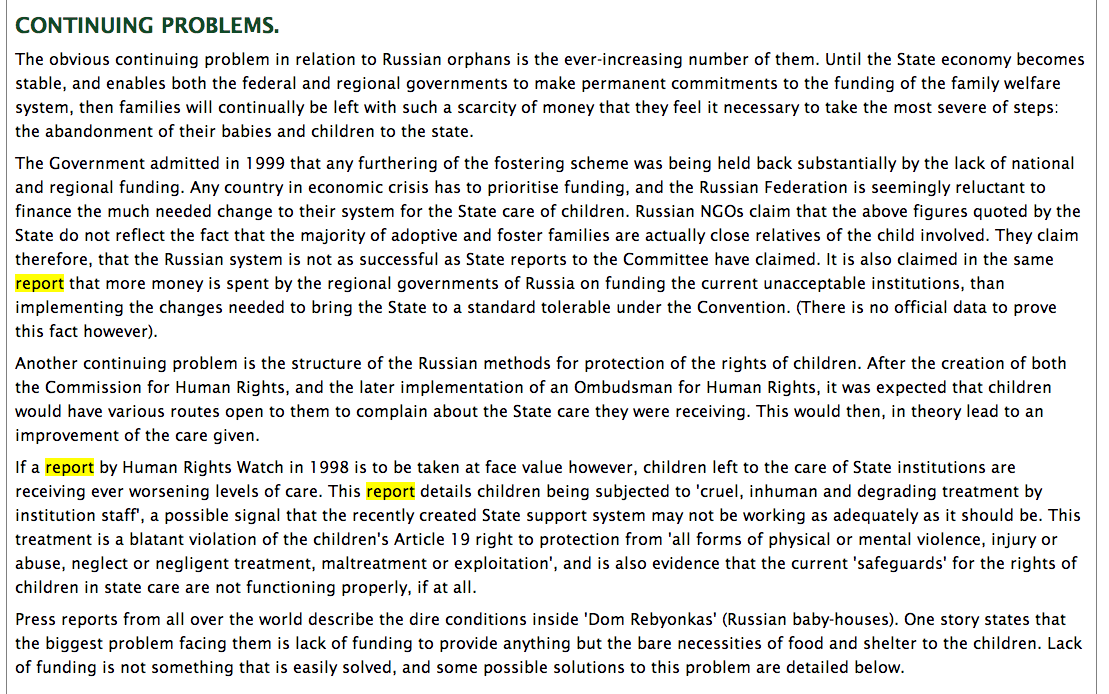 CONTINUING PROBLEMS.
The obvious continuing problem in relation to Russian orphans is the ever-increasing number of them. Until the State economy becomes
stable, and enables both the federal and regional governments to make permanent commitments to the funding of the family welfare
system, then families will continually be left with such a scarcity of money that they feel it necessary to take the most severe of steps:
the abandonment of their babies and children to the state.
The Government admitted in 1999 that any furthering of the fostering scheme was being held back substantially by the lack of national
and regional funding. Any country in economic crisis has to prioritise funding, and the Russian Federation is seemingly reluctant to
finance the much needed change to their system for the State care of children. Russian NGOs claim that the above figures quoted by the
State do not reflect the fact that the majority of adoptive and foster families are actually close relatives of the child involved. They claim
therefore, that the Russian system is not as successful as State reports to the Committee have claimed. It is also claimed in the same
report that more money is spent by the regional governments of Russia on funding the current unacceptable institutions, than
implementing the changes needed to bring the State to a standard tolerable under the Convention. (There is no official data to prove
this fact however).
Another continuing problem is the structure of the Russian methods for protection of the rights of children. After the creation of both
the Commission for Human Rights, and the later implementation of an Ombudsman for Human Rights, it was expected that children
would have various routes open to them to complain about the State care they were receiving. This would then, in theory lead to an
improvement of the care given.
If a report by Human Rights Watch in 1998 is to be taken at face value however, children left to the care of State institutions are
receiving ever worsening levels of care. This report details children being subjected to 'cruel, inhuman and degrading treatment by
institution staff', a possible signal that the recently created State support system may not be working as adequately as it should be. This
treatment is a blatant violation of the children's Article 19 right to protection from 'all forms of physical or mental violence, injury or
abuse, neglect or negligent treatment, maltreatment or exploitation', and is also evidence that the current 'safeguards' for the rights of
children in state care are not functioning properly, if at all.
Press reports from all over the world describe the dire conditions inside 'Dom Rebyonkas' (Russian baby-houses). One story states that
the biggest problem facing them is lack of funding to provide anything but the bare necessities of food and shelter to the children. Lack
of funding is not something that is easily solved, and some possible solutions to this problem are detailed below.